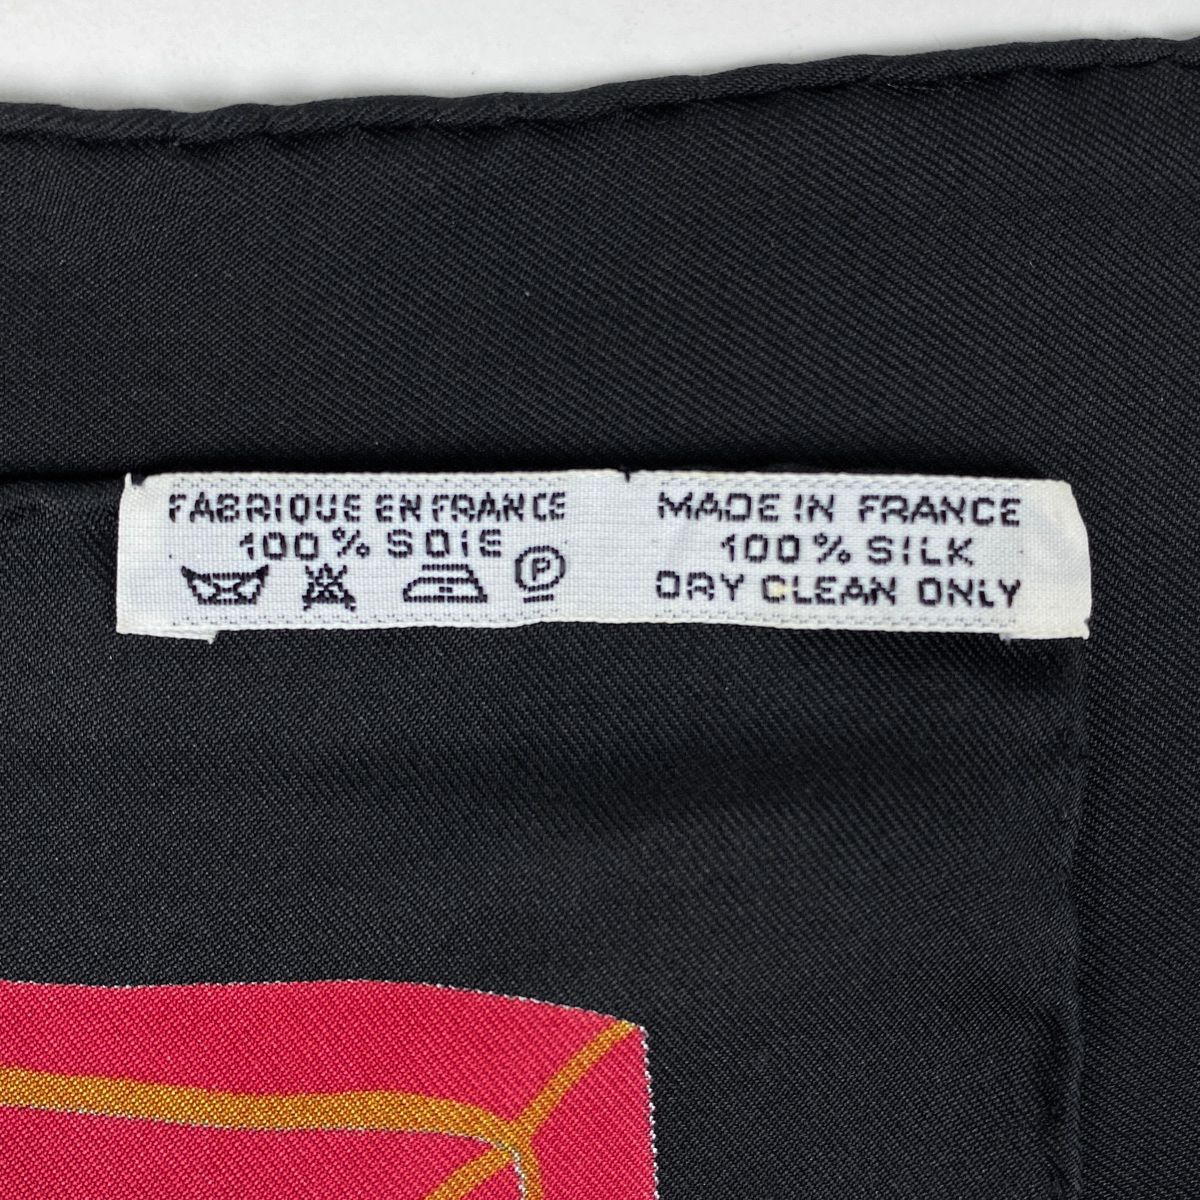 FABRIQUE EN FRANCE
100% SOIE
P
MADE IN FRANCE
100% SILK
DRY CLEAN ONLY